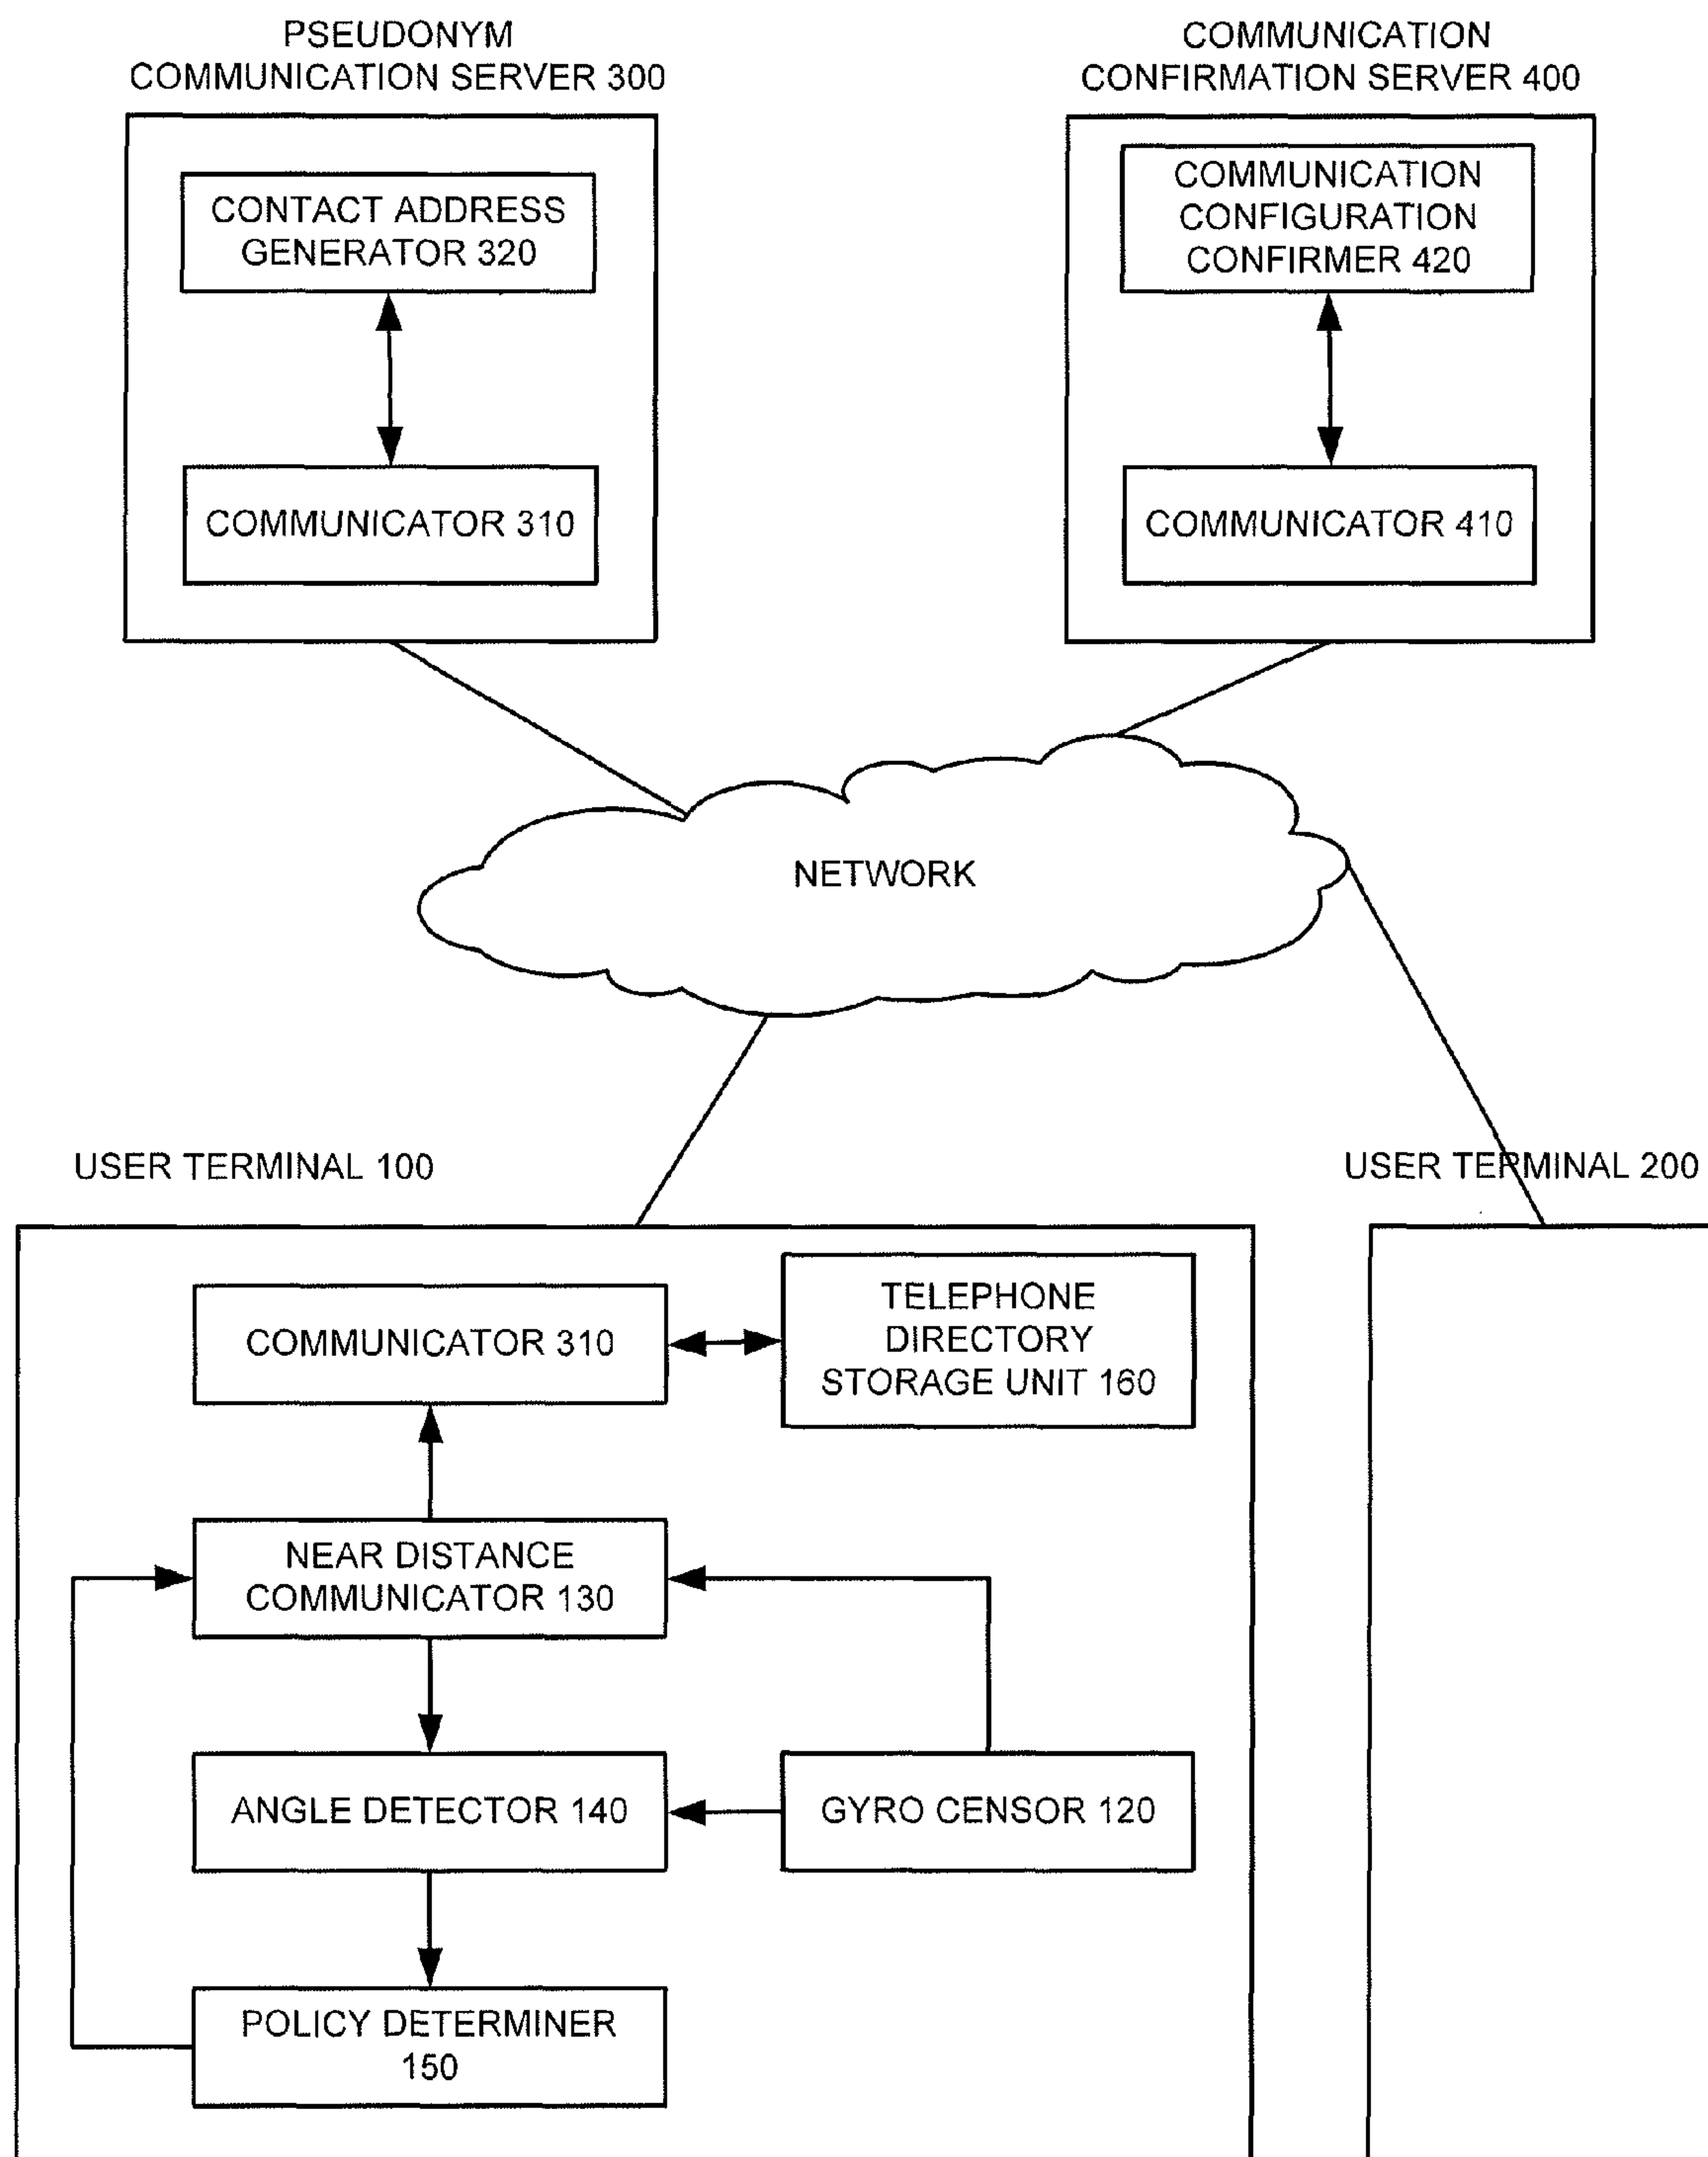 PSEUDONYM
COMMUNICATION SERVER 300
COMMUNICATION
CONFIRMATION SERVER 400
CONTACT ADDRESS
GENERATOR 320
COMMUNICATION
CONFIGURATION
CONFIRMER 420
COMMUNICATOR 310
COMMUNICATOR 410
NETWORK
USER TERMINAL 100
USER TERMINAL 200
COMMUNICATOR 310
TELEPHONE
DIRECTORY
STORAGE UNIT 160
NEAR DISTANCE
COMMUNICATOR 130
ANGLE DETECTOR 140
GYRO CENSOR 120
POLICY DETERMINER
150